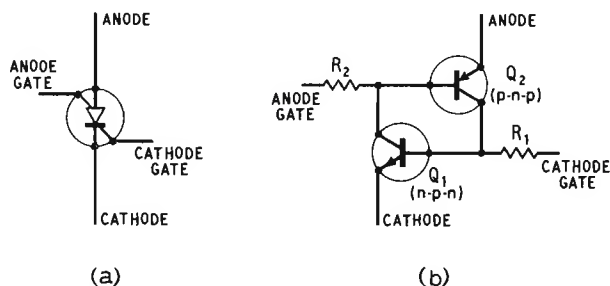 ANODE
ANODE
GATE
CATHODE
GATE
CATHODE
(a)
ANODE
R2
Q2
(p-n-p)
ANODE
GATE
R1
CATHODE
GATE
Q1
(n-p-n)
CATHODE
(b)